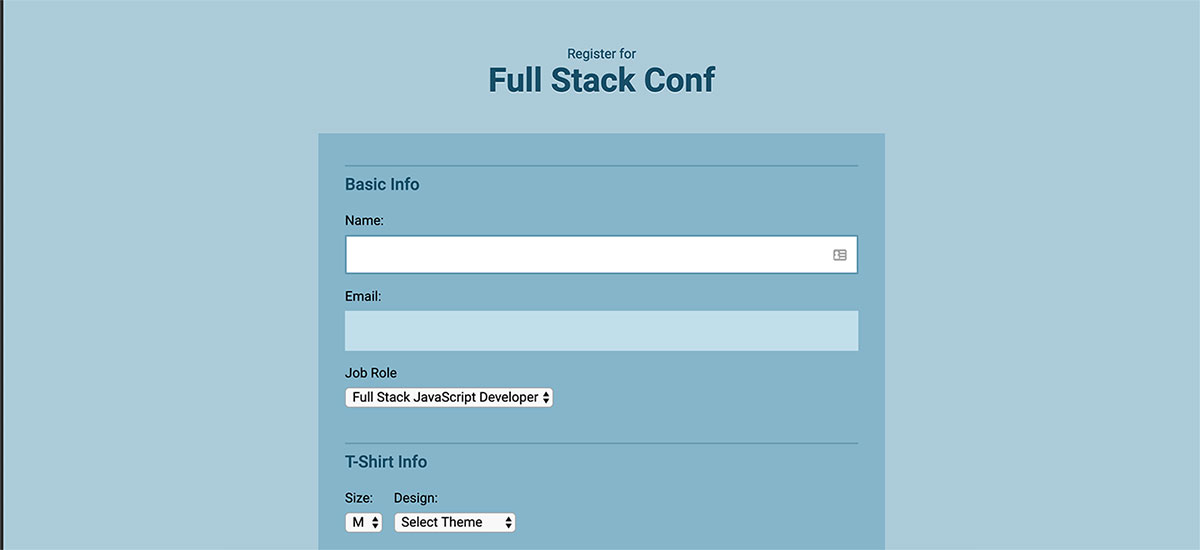 Register for
Full Stack Conf
Basic Info
Name:
Email:
Job Role
Full Stack JavaScript Developer
T-Shirt Info
Size: Design:
M Select Theme